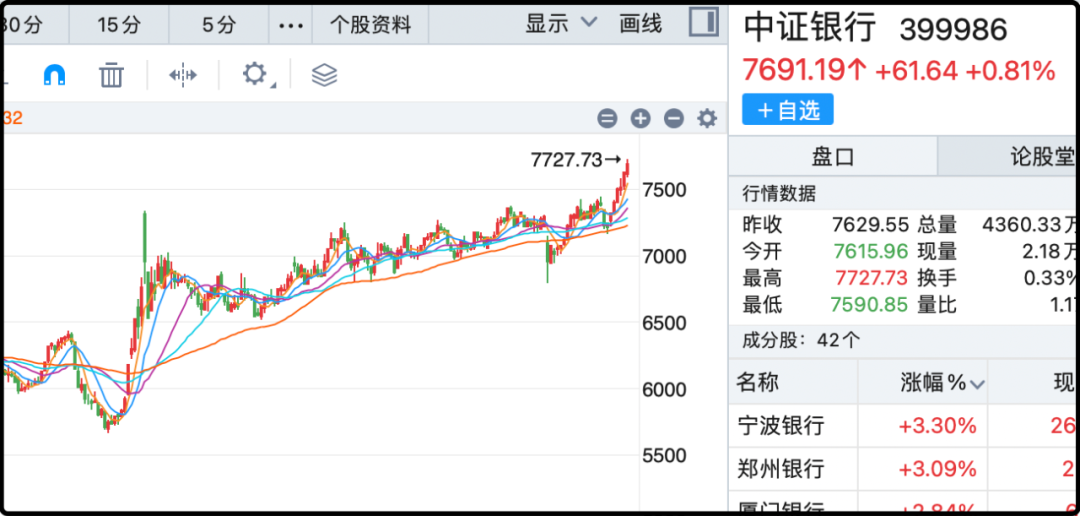 30分 15分 5分 ••• 个股资料 显示 画线
32
7727.73→
7500
7000
6500
6000
5500
中证银行 399986
7691.19↑ +61.64 +0.81%
＋自选
盘口 论股堂
行情数据
昨收 7629.55 总量 4360.33万
今开 7615.96 现量 2.18万
最高 7727.73 换手 0.33%
最低 7590.85 量比 1.17
成分股：42个
名称 涨幅% 现
宁波银行 +3.30% 26
郑州银行 +3.09% 2
厦门银行 +2.84% 6